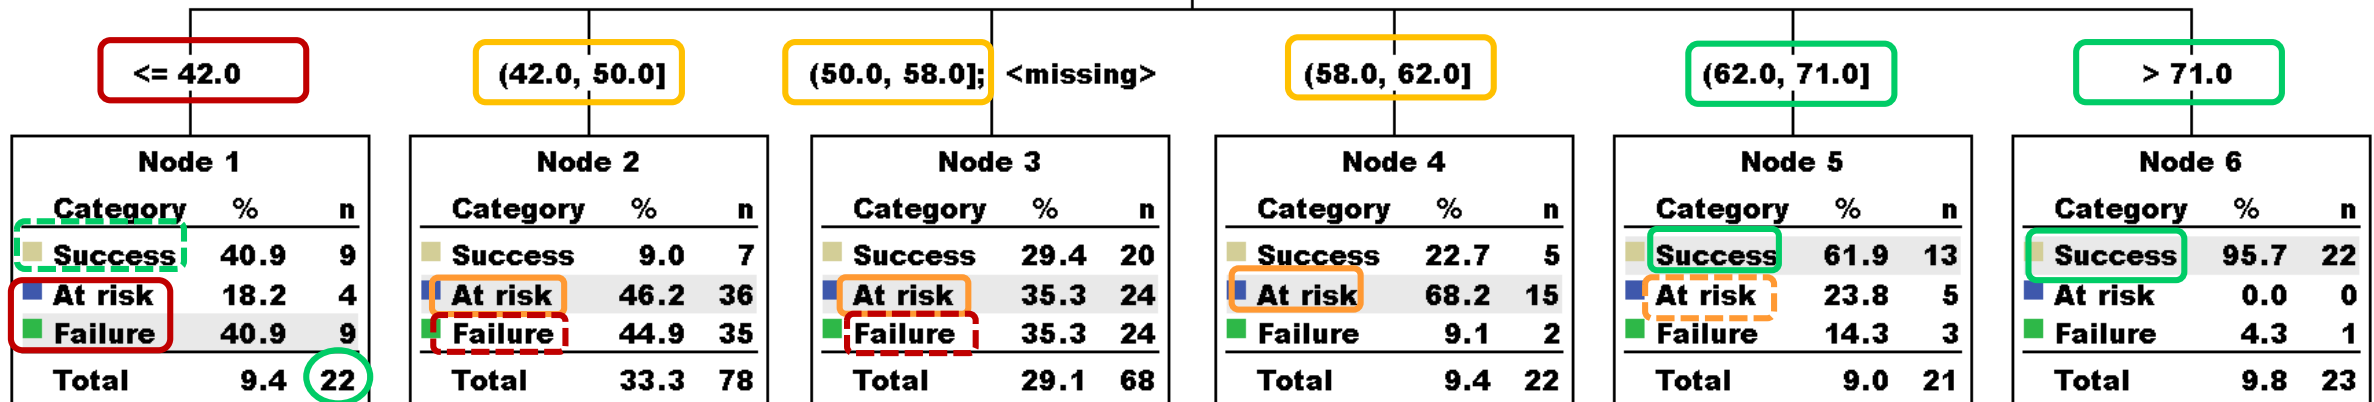 <= 42.0
(42.0, 50.0]
(50.0, 58.0]; <missing>
(58.0, 62.0]
(62.0, 71.0]
> 71.0
Node 1
Category % n
Success 40.9 9
At risk 18.2 4
Failure 40.9 9
Total 9.4 22
Node 2
Category % n
Success 9.0 7
At risk 46.2 36
Failure 44.9 35
Total 33.3 78
Node 3
Category % n
Success 29.4 20
At risk 35.3 24
Failure 35.3 24
Total 29.1 68
Node 4
Category % n
Success 22.7 5
At risk 68.2 15
Failure 9.1 2
Total 9.4 22
Node 5
Category % n
Success 61.9 13
At risk 23.8 5
Failure 14.3 3
Total 9.0 21
Node 6
Category % n
Success 95.7 22
At risk 0.0 0
Failure 4.3 1
Total 9.8 23